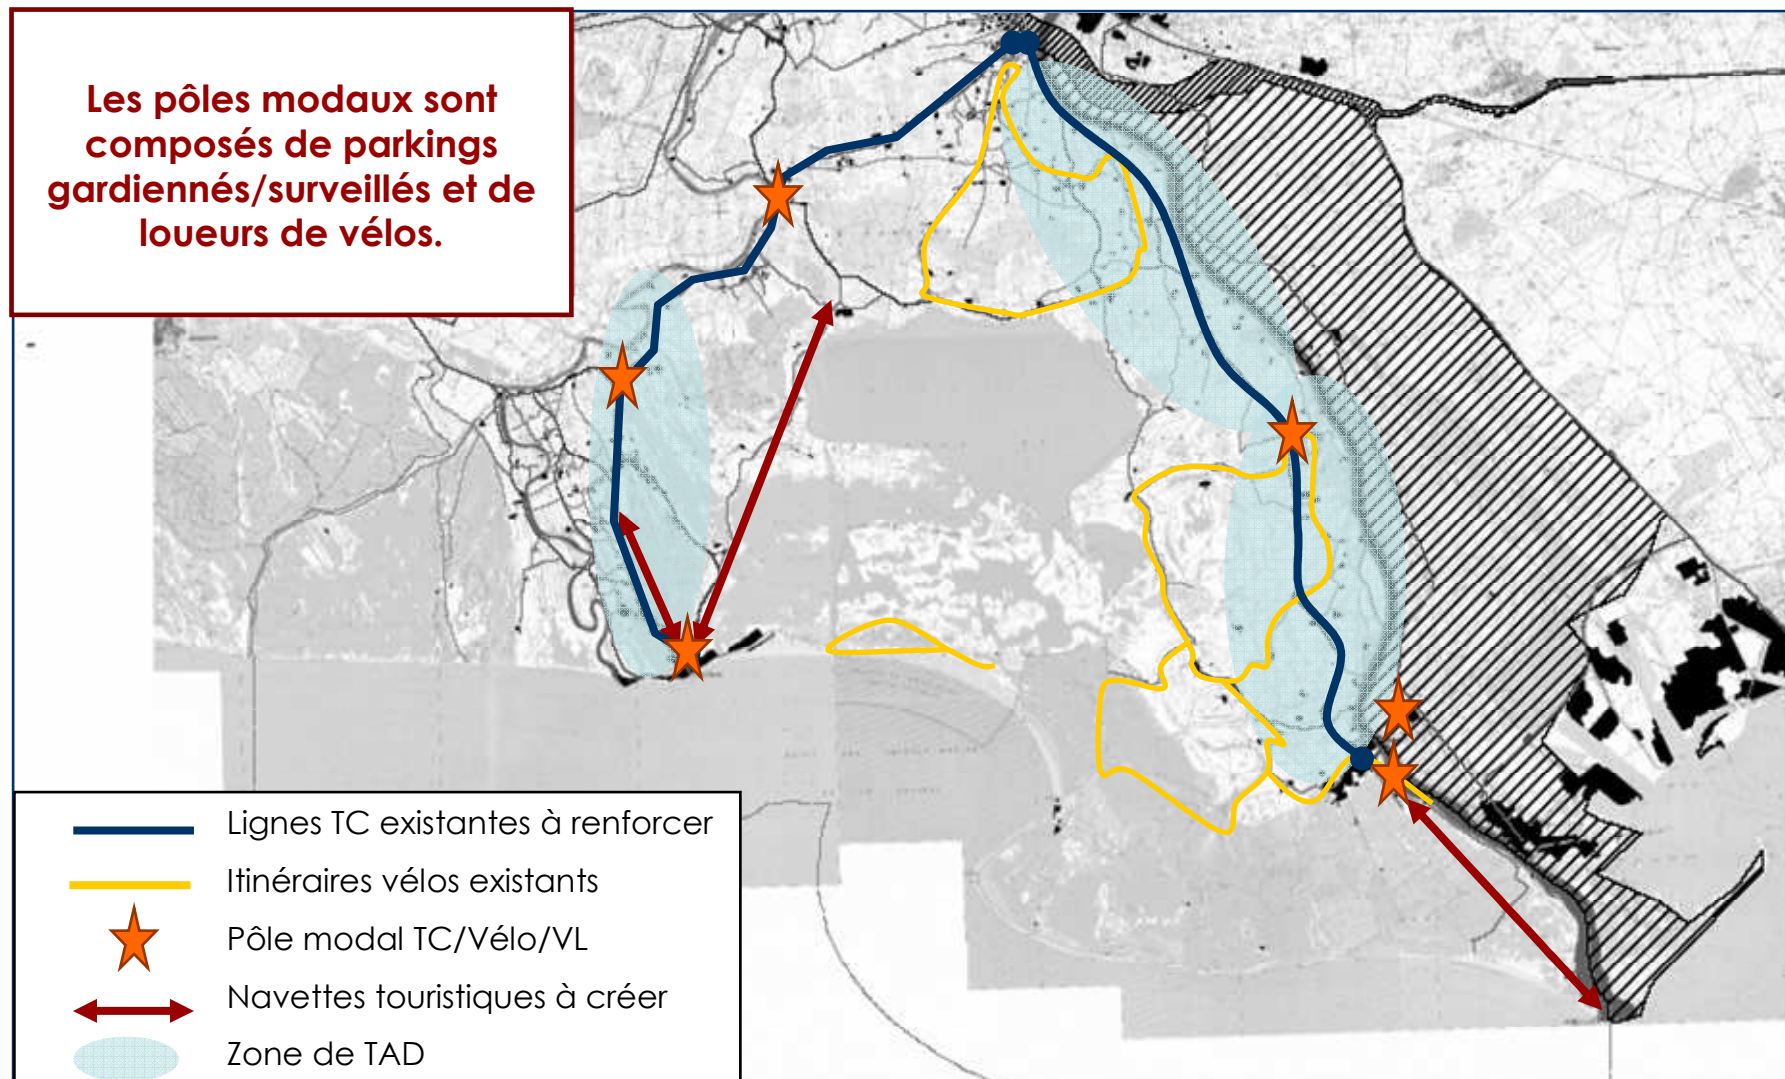 Les pôles modaux sont
composés de parkings
gardiennés/surveillés et de
loueurs de vélos.
Lignes TC existantes à renforcer
Itinéraires vélos existants
Pôle modal TC/Vélo/VL
Navettes touristiques à créer
Zone de TAD